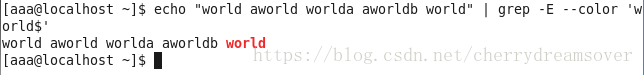 [aaa@localhost ~]$ echo "world aworld worlda aworldb world" | grep -E --color 'w
orld$'
world aworld worlda aworldb world
[aaa@localhost ~]$
https://blog.csdn.net/cherrydreamsover